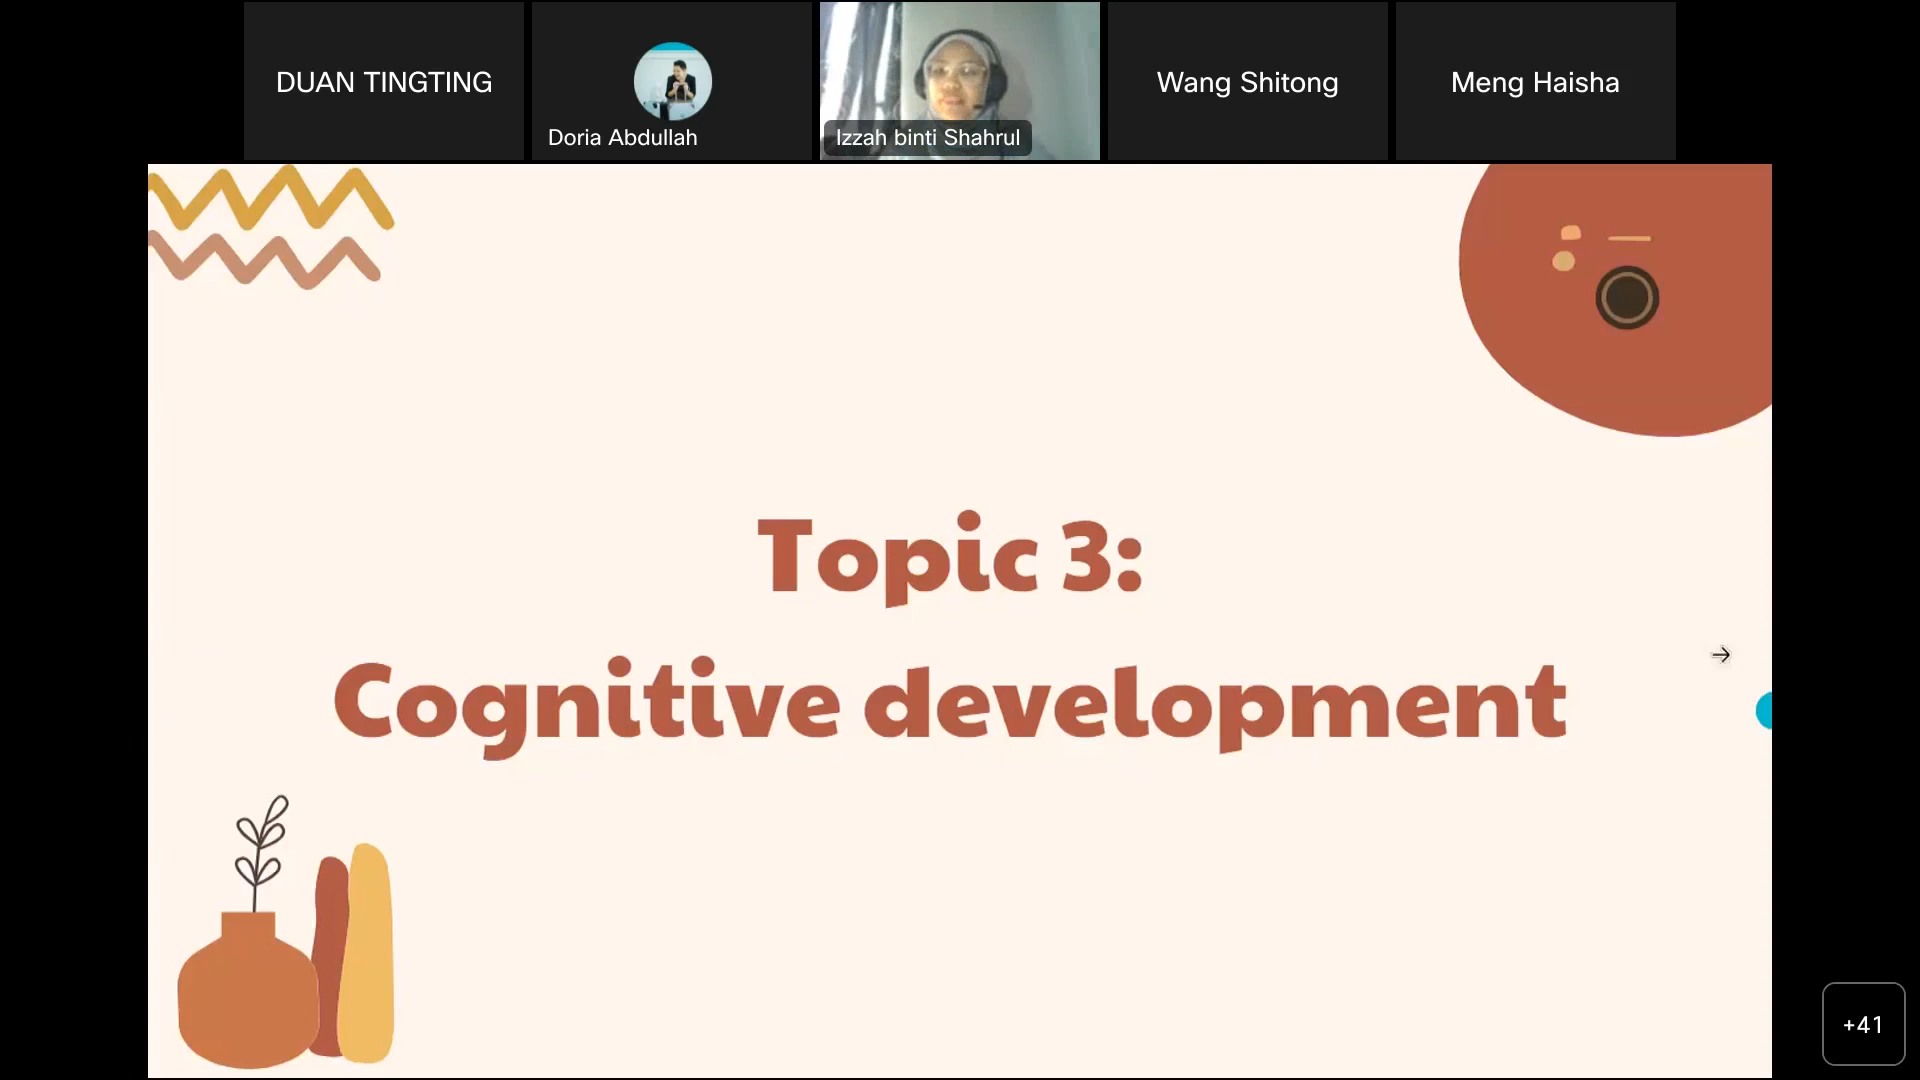 DUAN TINGTING
Doria Abdullah
Izzah binti Shahrul
Wang Shitong
Meng Haisha
Topic 3:
Cognitive development
+41